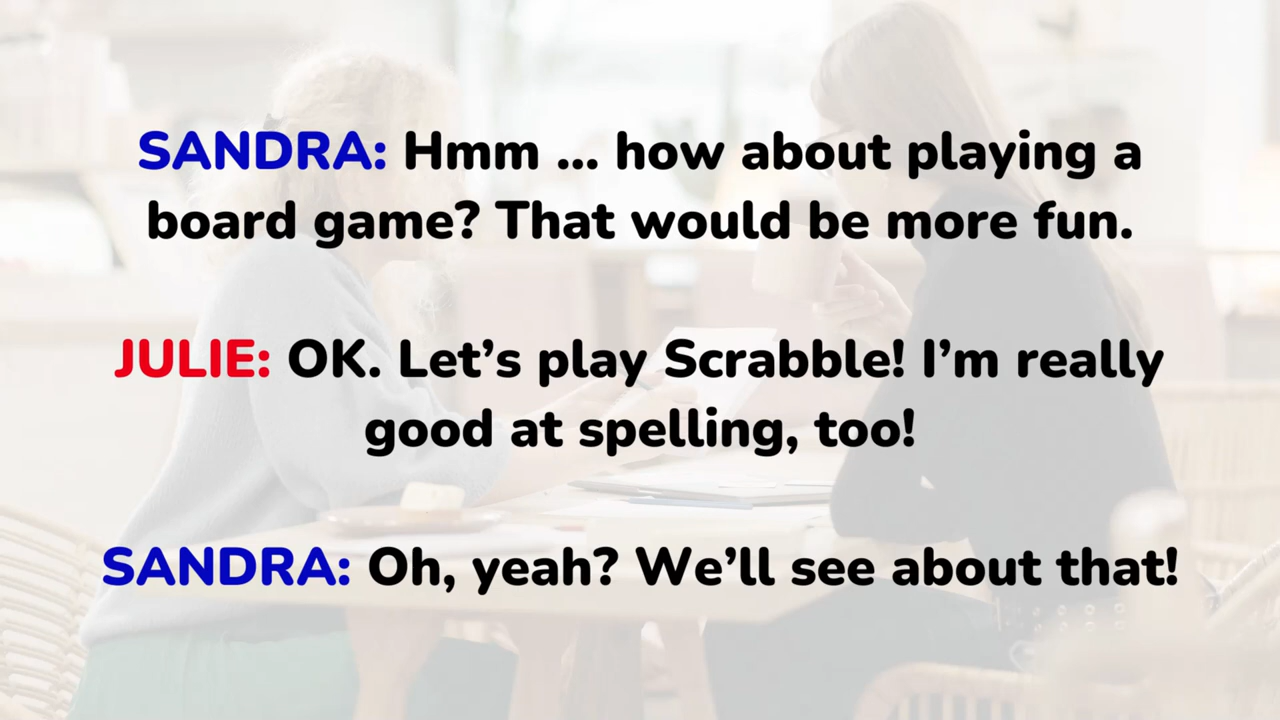 SANDRA: Hmm ... how about playing a
board game? That would be more fun.
JULIE: OK. Let’s play Scrabble! I’m really
good at spelling, too!
SANDRA: Oh, yeah? We’ll see about that!